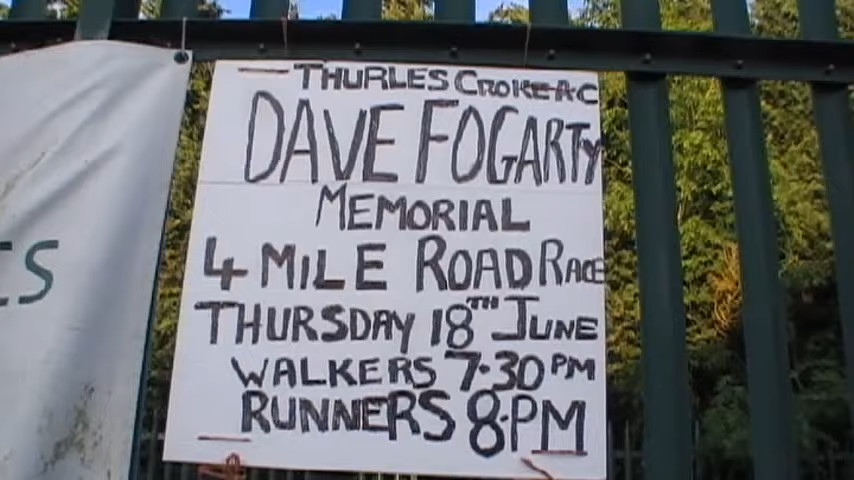 THURLES CROKE A.C
DAVE FOGARTY
MEMORIAL
4 MILE ROAD RACE
THURSDAY 18TH JUNE
WALKERS 7.30 PM
RUNNERS 8.PM